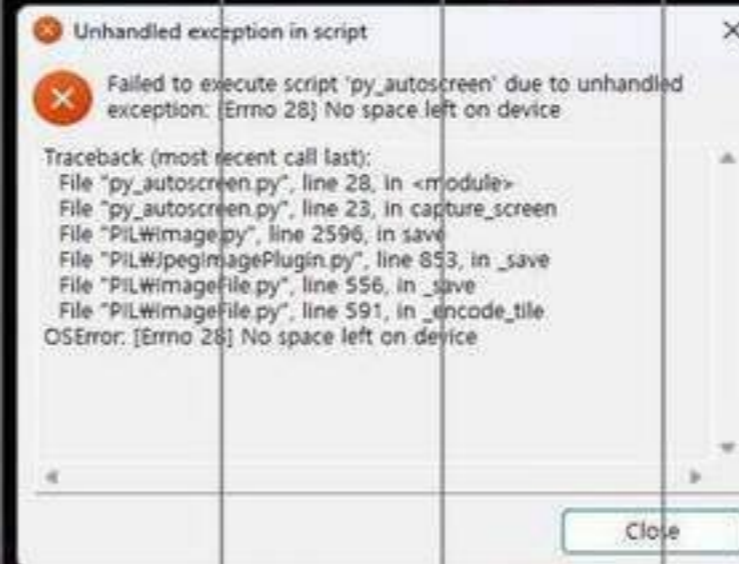 Unhandled exception in script
Failed to execute script 'py_autoscreen' due to unhandled
exception: [Errno 28] No space left on device
Traceback (most recent call last):
File "py_autoscreen.py", line 28, in <module>
File "py_autoscreen.py", line 23, in capture_screen
File "PIL₩Image.py", line 2596, in save
File "PIL₩JpegImagePlugin.py", line 853, in _save
File "PIL₩ImageFile.py", line 556, in _save
File "PIL₩ImageFile.py", line 591, in _encode_tile
OSError: [Errno 28] No space left on device
Close